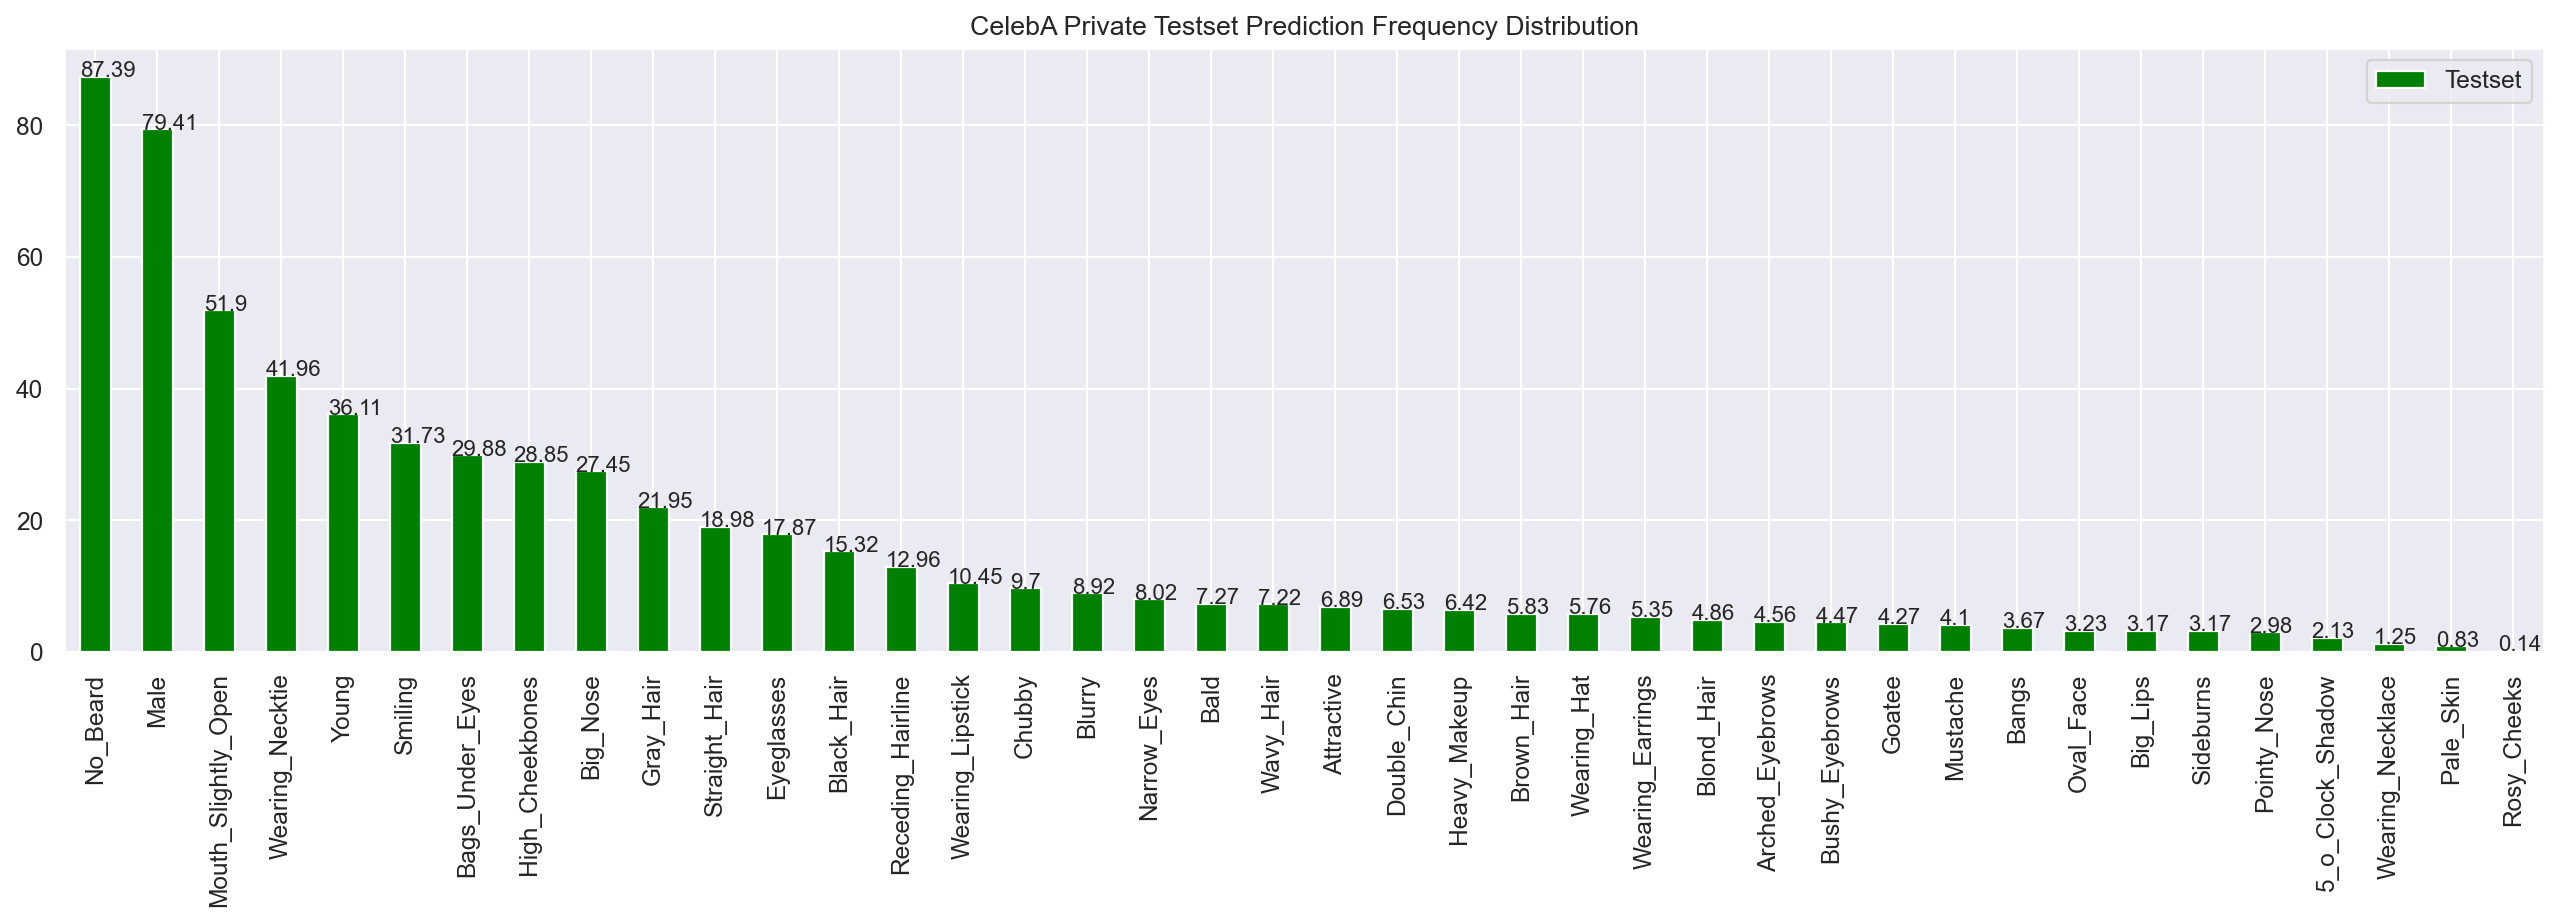 CelebA Private Testset Prediction Frequency Distribution
Testset
80
60
40
20
0
87.39
79.41
51.9
41.96
36.11
31.73
29.88
28.85
27.45
21.95
18.98
17.87
15.32
12.96
10.45
9.7
8.92
8.02
7.27
7.22
6.89
6.53
6.42
5.83
5.76
5.35
4.86
4.56
4.47
4.27
4.1
3.67
3.23
3.17
3.17
2.98
2.13
1.25
0.83
0.14
No_Beard
Male
Mouth_Slightly_Open
Wearing_Necktie
Young
Smiling
Bags_Under_Eyes
High_Cheekbones
Big_Nose
Gray_Hair
Straight_Hair
Eyeglasses
Black_Hair
Receding_Hairline
Wearing_Lipstick
Chubby
Blurry
Narrow_Eyes
Bald
Wavy_Hair
Attractive
Double_Chin
Heavy_Makeup
Brown_Hair
Wearing_Hat
Wearing_Earrings
Blond_Hair
Arched_Eyebrows
Bushy_Eyebrows
Goatee
Mustache
Bangs
Oval_Face
Big_Lips
Sideburns
Pointy_Nose
5_o_Clock_Shadow
Wearing_Necklace
Pale_Skin
Rosy_Cheeks